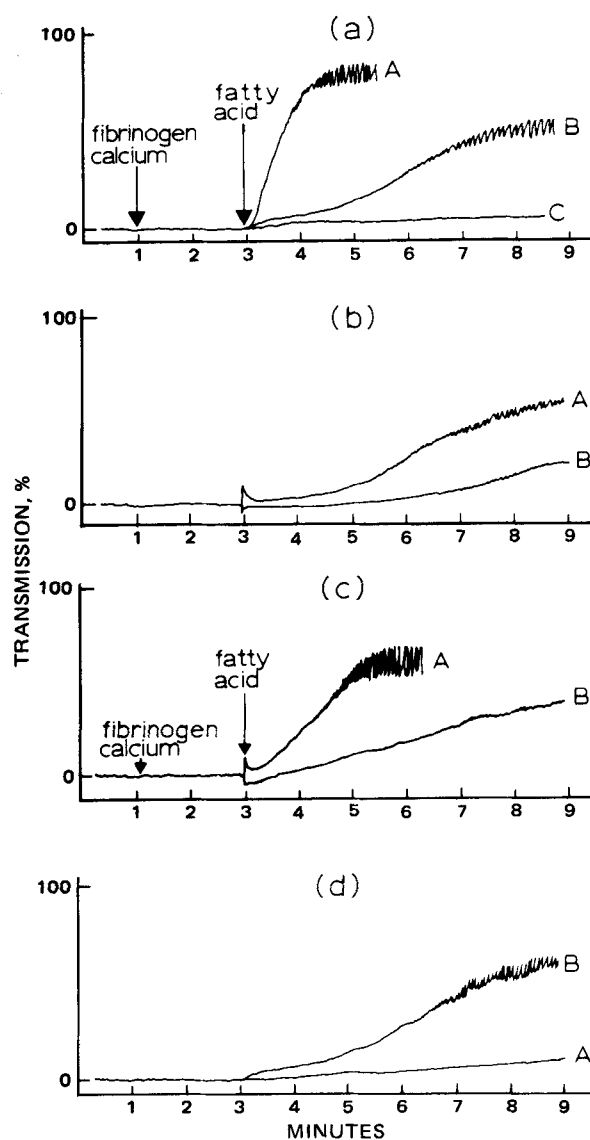 (a)
100
A
fatty
acid
fibrinogen
calcium
B
C
0
1 2 3 4 5 6 7 8 9
(b)
100
A
B
0
1 2 3 4 5 6 7 8 9
TRANSMISSION, %
(c)
100
fatty
acid
A
fibrinogen
calcium
B
0
1 2 3 4 5 6 7 8 9
(d)
100
B
A
0
1 2 3 4 5 6 7 8 9
MINUTES